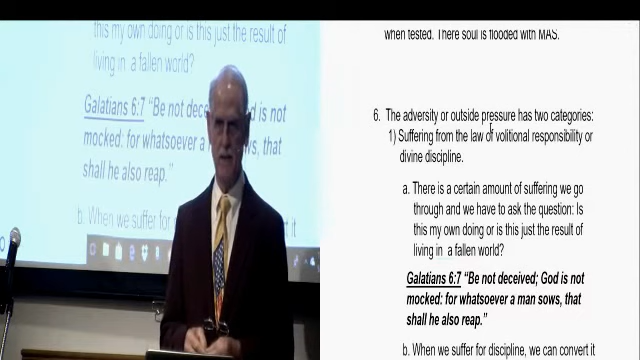 this my own doing or is this just the result of
living in a fallen world?
Galatians 6:7 "Be not deceived; God is not
mocked: for whatsoever a man sows, that
shall he also reap."
b. When we suffer for
it
when tested. There soul is flooded with MAS.
6. The adversity or outside pressure has two categories:
1) Suffering from the law of volitional responsibility or
divine discipline.
a. There is a certain amount of suffering we go
through and we have to ask the question: Is
this my own doing or is this just the result of
living in a fallen world?
Galatians 6:7 "Be not deceived; God is not
mocked: for whatsoever a man sows, that
shall he also reap."
b. When we suffer for discipline, we can convert it